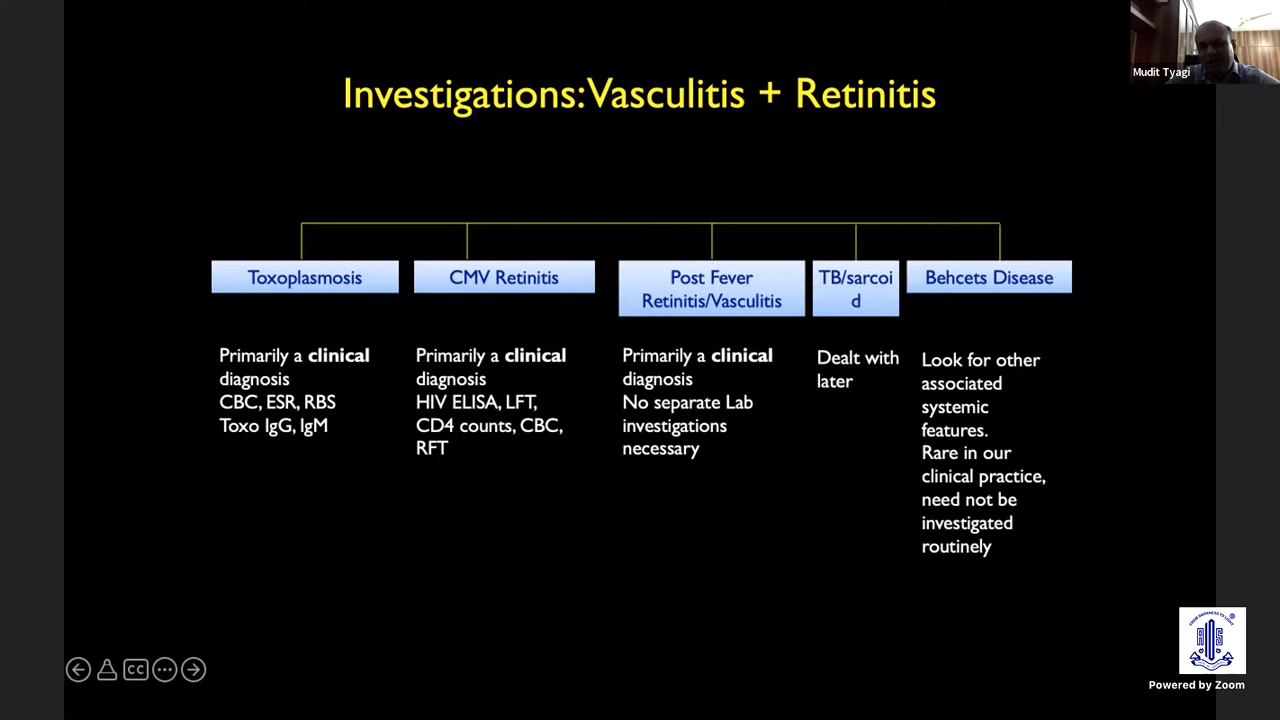 Mudit Tyagi
Investigations: Vasculitis + Retinitis
Toxoplasmosis
Primarily a clinical
diagnosis
CBC, ESR, RBS
Toxo IgG, IgM
CMV Retinitis
Primarily a clinical
diagnosis
HIV ELISA, LFT,
CD4 counts, CBC,
RFT
Post Fever
Retinitis/Vasculitis
Primarily a clinical
diagnosis
No separate Lab
investigations
necessary
TB/sarcoi
d
Dealt with
later
Behcets Disease
Look for other
associated
systemic
features.
Rare in our
clinical practice,
need not be
investigated
routinely
CC
Powered by Zoom